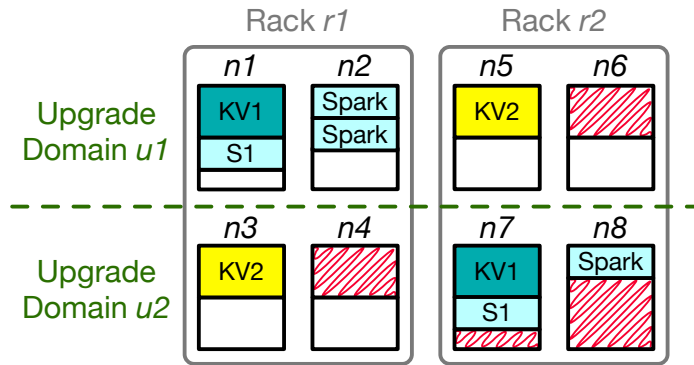 Rack r1
Rack r2
n1
n2
n5
n6
Upgrade
Domain u1
KV1
S1
Spark
Spark
KV2
n3
n4
n7
n8
Upgrade
Domain u2
KV2
KV1
S1
Spark